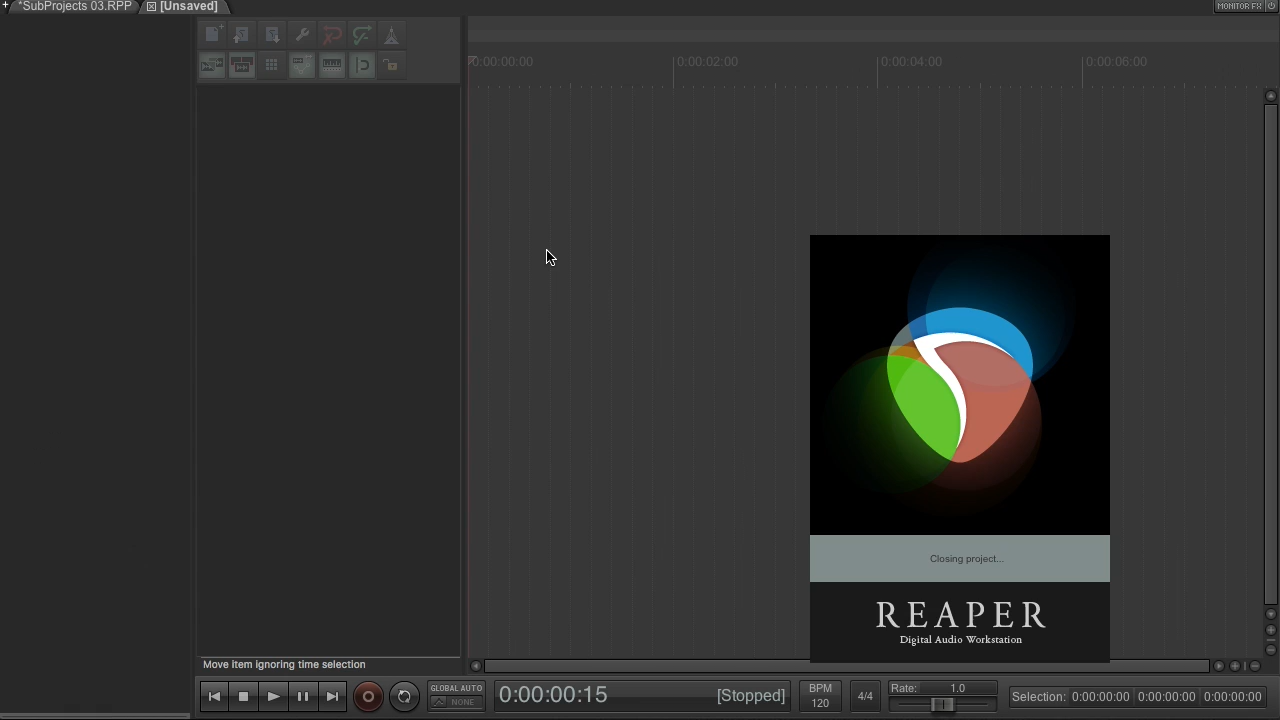 + *SubProjects 03.RPP [Unsaved] MONITOR FX
0:00:00:00 0:00:02:00 0:00:04:00 0:00:06:00
Closing project...
REAPER
Digital Audio Workstation
Move item ignoring time selection
GLOBAL AUTO
NONE
0:00:00:15 [Stopped]
BPM
120
4/4
Rate: 1.0
Selection: 0:00:00:00 0:00:00:00 0:00:00:00